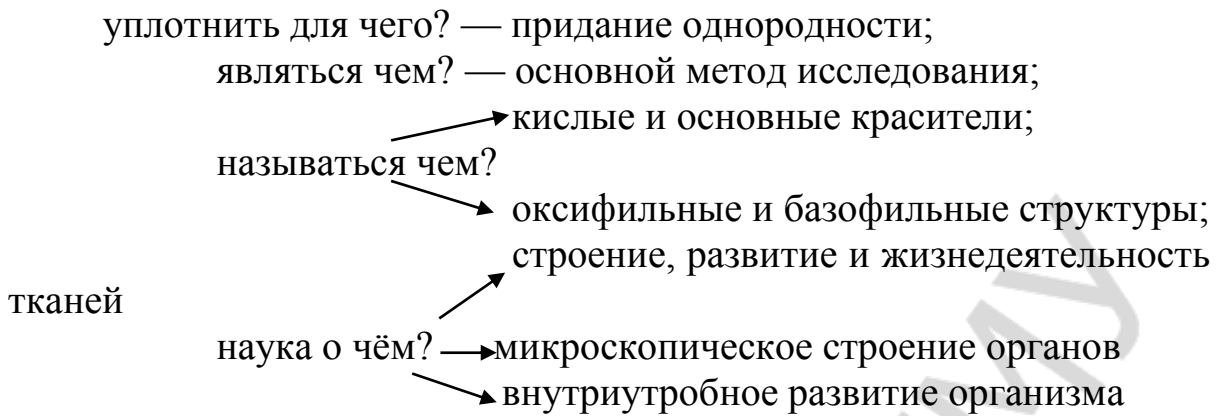 уплотнить для чего? — придание однородности;
являться чем? — основной метод исследования;
кислые и основные красители;
называться чем?
оксифильные и базофильные структуры;
строение, развитие и жизнедеятельность
тканей
наука о чём? микроскопическое строение органов
внутриутробное развитие организма